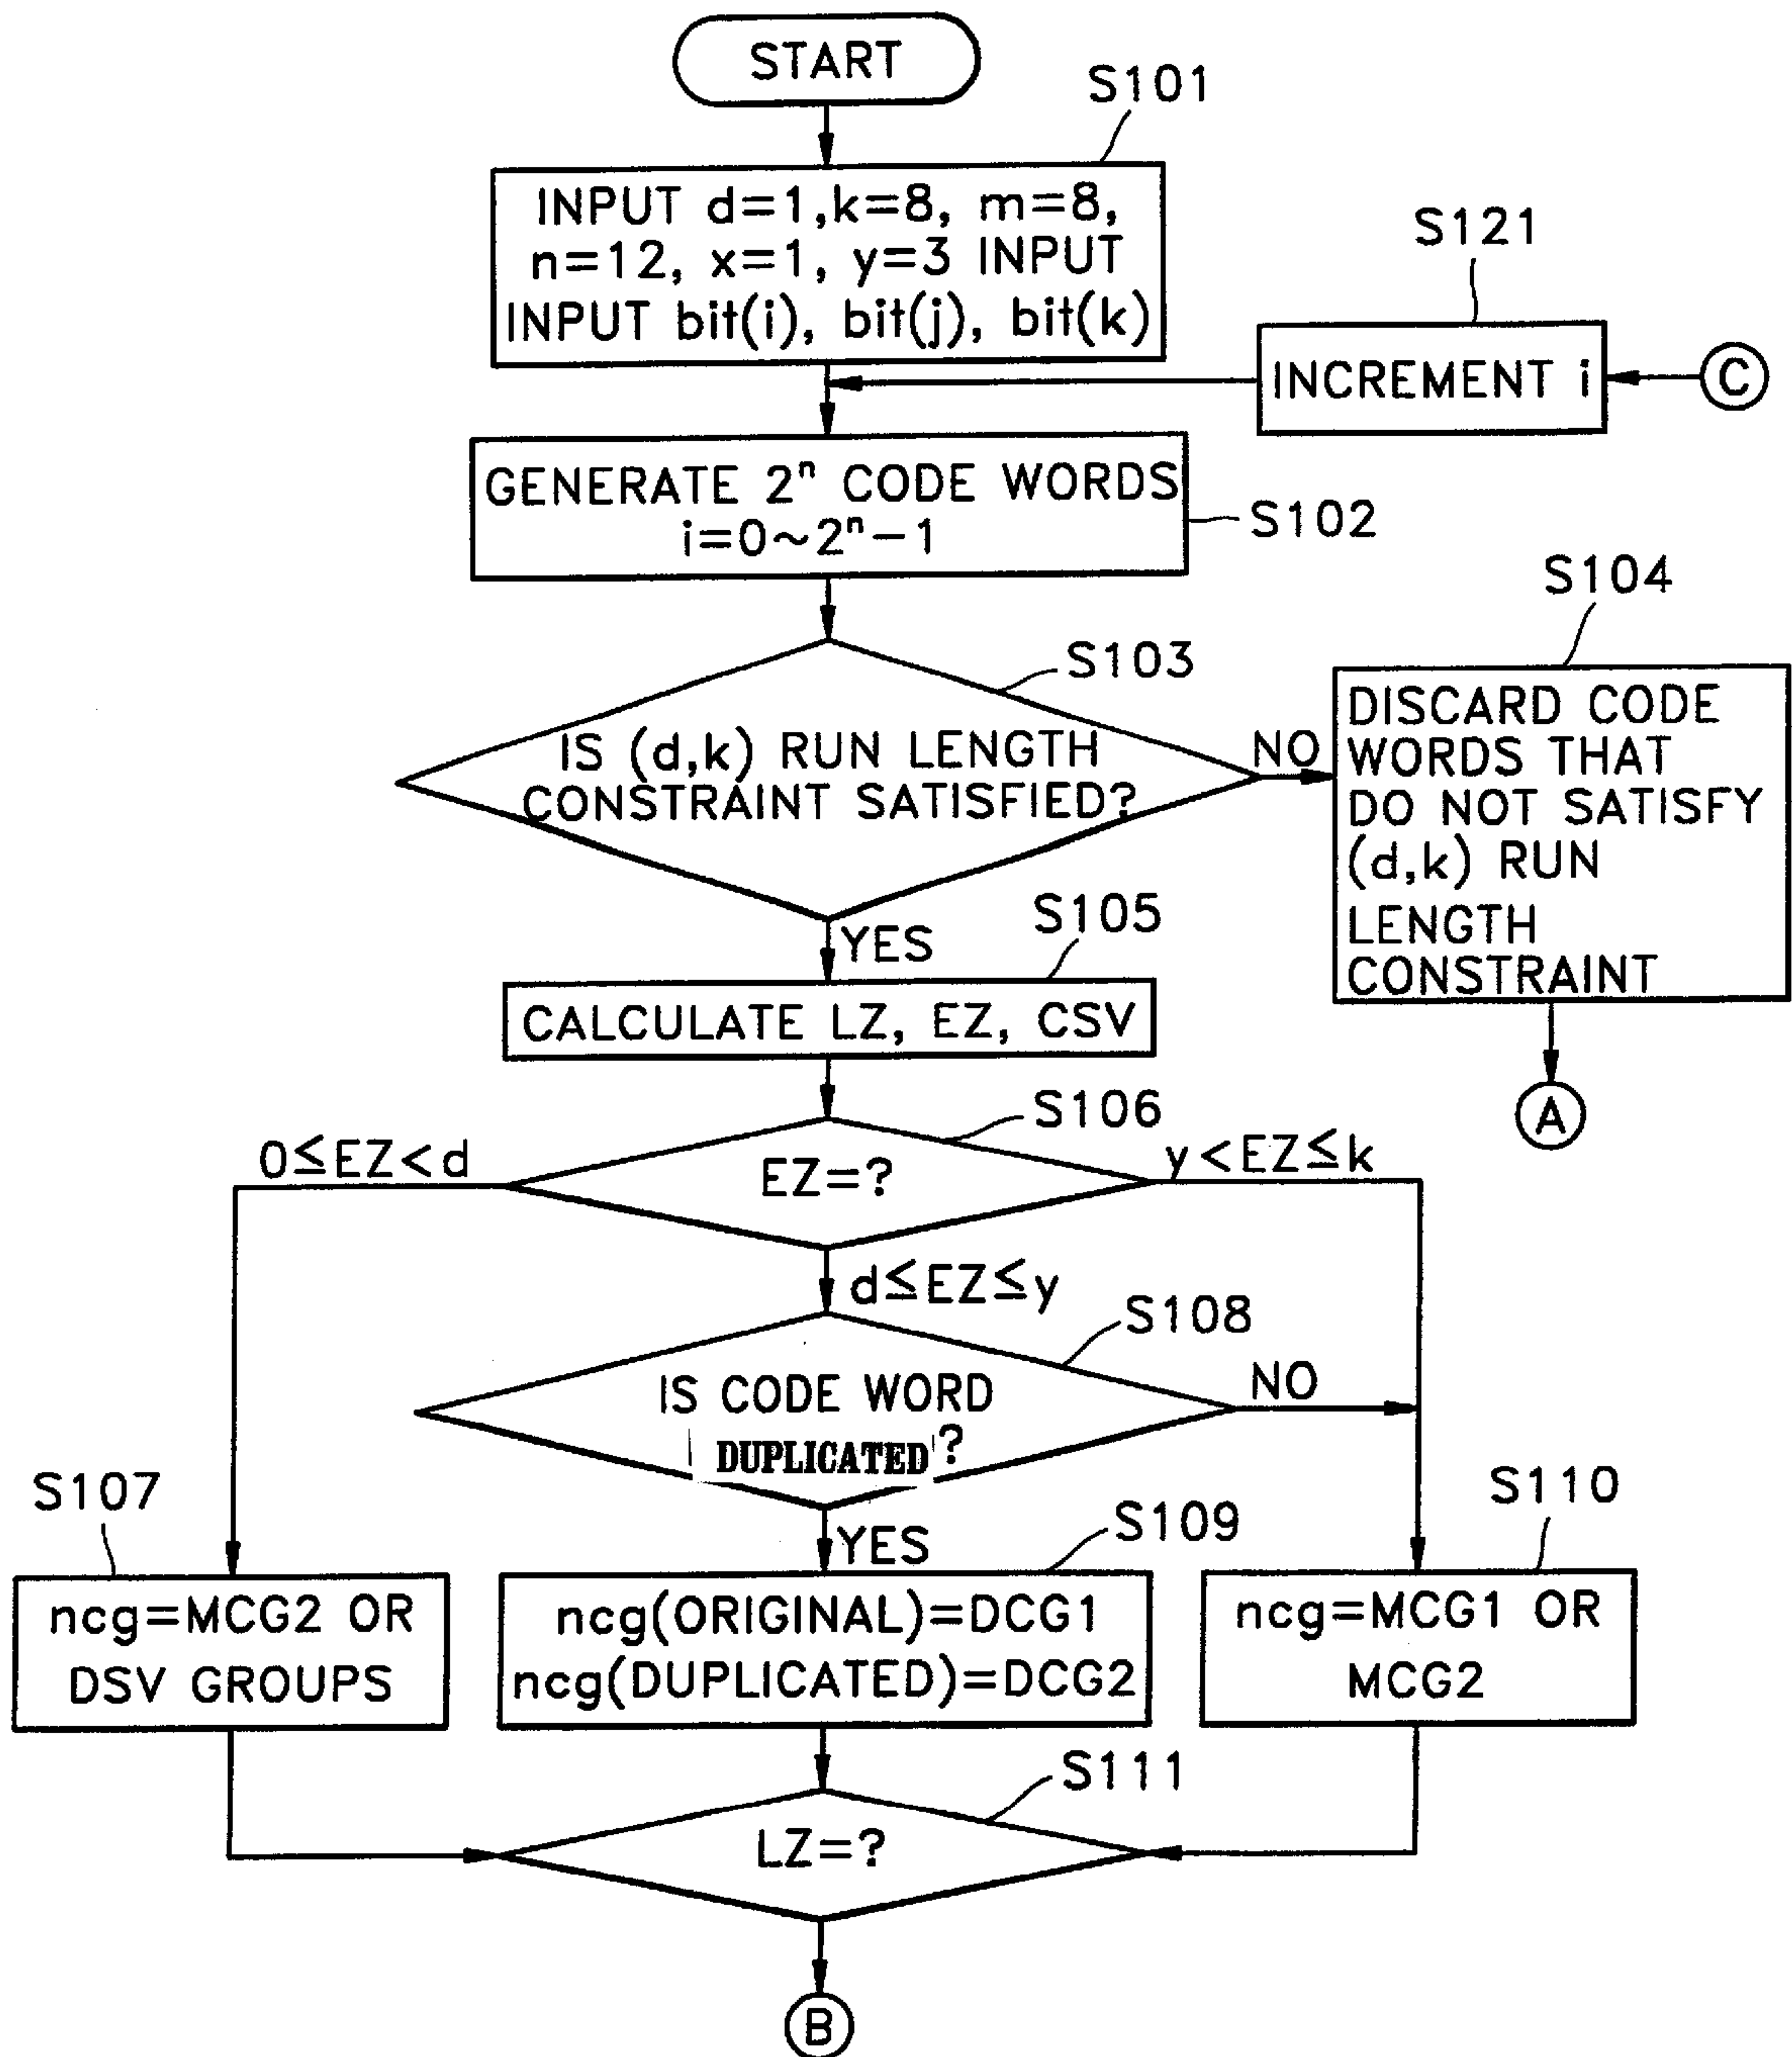 START
S101
INPUT d=1,k=8, m=8,
n=12, x=1, y=3 INPUT
INPUT bit(i), bit(j), bit(k)
S121
INCREMENT i
C
GENERATE 2ⁿ CODE WORDS
i=0~2ⁿ-1
S102
S103
IS (d,k) RUN LENGTH
CONSTRAINT SATISFIED?
NO
S104
DISCARD CODE
WORDS THAT
DO NOT SATISFY
(d,k) RUN
LENGTH
CONSTRAINT
A
YES
S105
CALCULATE LZ, EZ, CSV
S106
EZ=?
0≤EZ<d
y<EZ≤k
d≤EZ≤y
S108
IS CODE WORD
DUPLICATED?
NO
YES
S107
ncg=MCG2 OR
DSV GROUPS
S109
ncg(ORIGINAL)=DCG1
ncg(DUPLICATED)=DCG2
S110
ncg=MCG1 OR
MCG2
S111
LZ=?
B